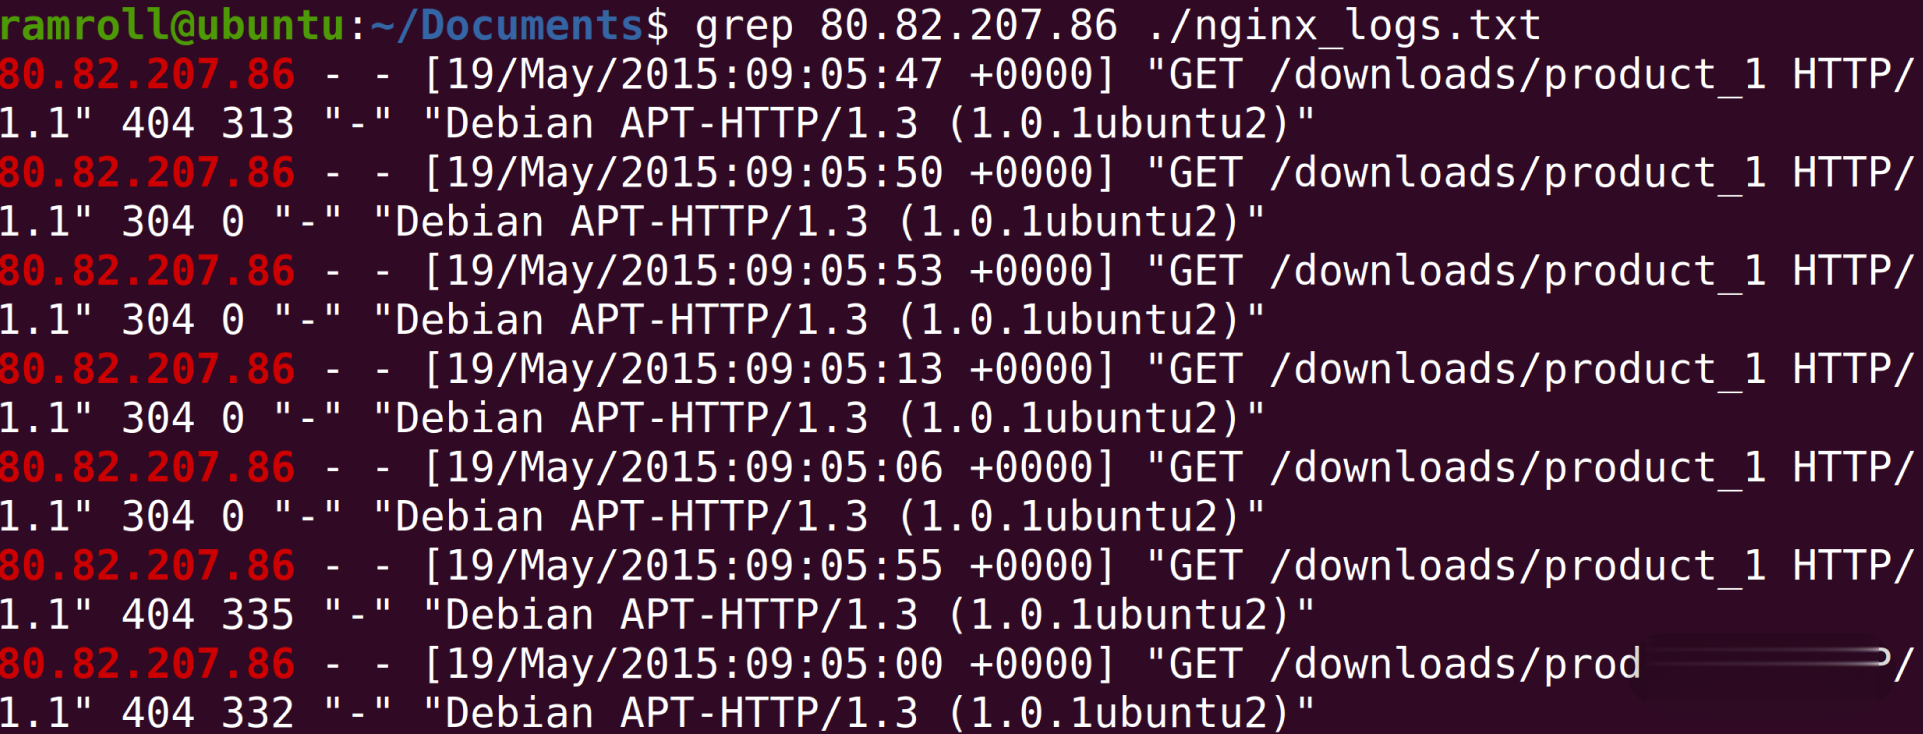 ramroll@ubuntu:~/Documents$ grep 80.82.207.86 ./nginx_logs.txt
80.82.207.86 - - [19/May/2015:09:05:47 +0000] "GET /downloads/product_1 HTTP/
1.1" 404 313 "-" "Debian APT-HTTP/1.3 (1.0.1ubuntu2)"
80.82.207.86 - - [19/May/2015:09:05:50 +0000] "GET /downloads/product_1 HTTP/
1.1" 304 0 "-" "Debian APT-HTTP/1.3 (1.0.1ubuntu2)"
80.82.207.86 - - [19/May/2015:09:05:53 +0000] "GET /downloads/product_1 HTTP/
1.1" 304 0 "-" "Debian APT-HTTP/1.3 (1.0.1ubuntu2)"
80.82.207.86 - - [19/May/2015:09:05:13 +0000] "GET /downloads/product_1 HTTP/
1.1" 304 0 "-" "Debian APT-HTTP/1.3 (1.0.1ubuntu2)"
80.82.207.86 - - [19/May/2015:09:05:06 +0000] "GET /downloads/product_1 HTTP/
1.1" 304 0 "-" "Debian APT-HTTP/1.3 (1.0.1ubuntu2)"
80.82.207.86 - - [19/May/2015:09:05:55 +0000] "GET /downloads/product_1 HTTP/
1.1" 404 335 "-" "Debian APT-HTTP/1.3 (1.0.1ubuntu2)"
80.82.207.86 - - [19/May/2015:09:05:00 +0000] "GET /downloads/prod /
1.1" 404 332 "-" "Debian APT-HTTP/1.3 (1.0.1ubuntu2)"